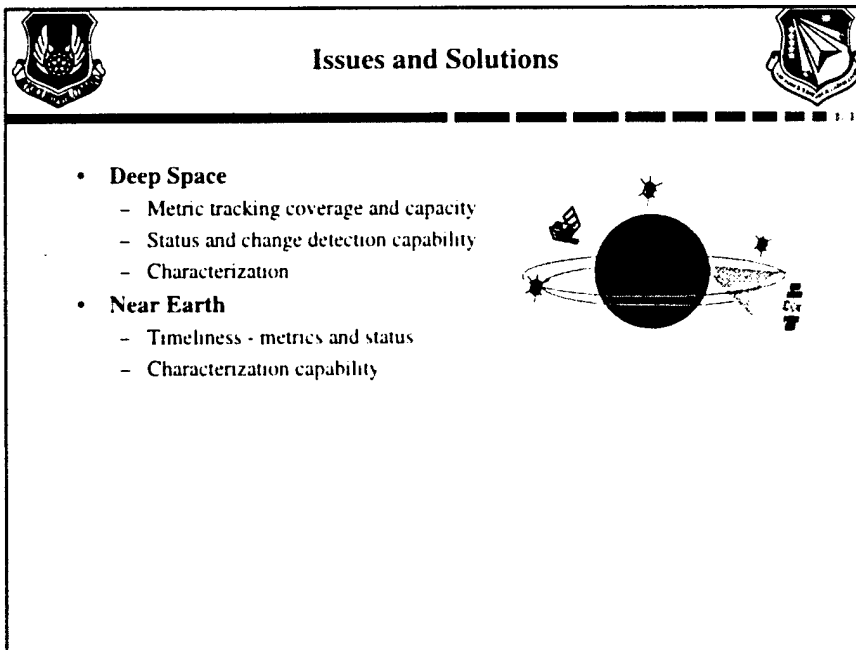 Issues and Solutions
• Deep Space
– Metric tracking coverage and capacity
– Status and change detection capability
– Characterization
• Near Earth
– Timeliness - metrics and status
– Characterization capability